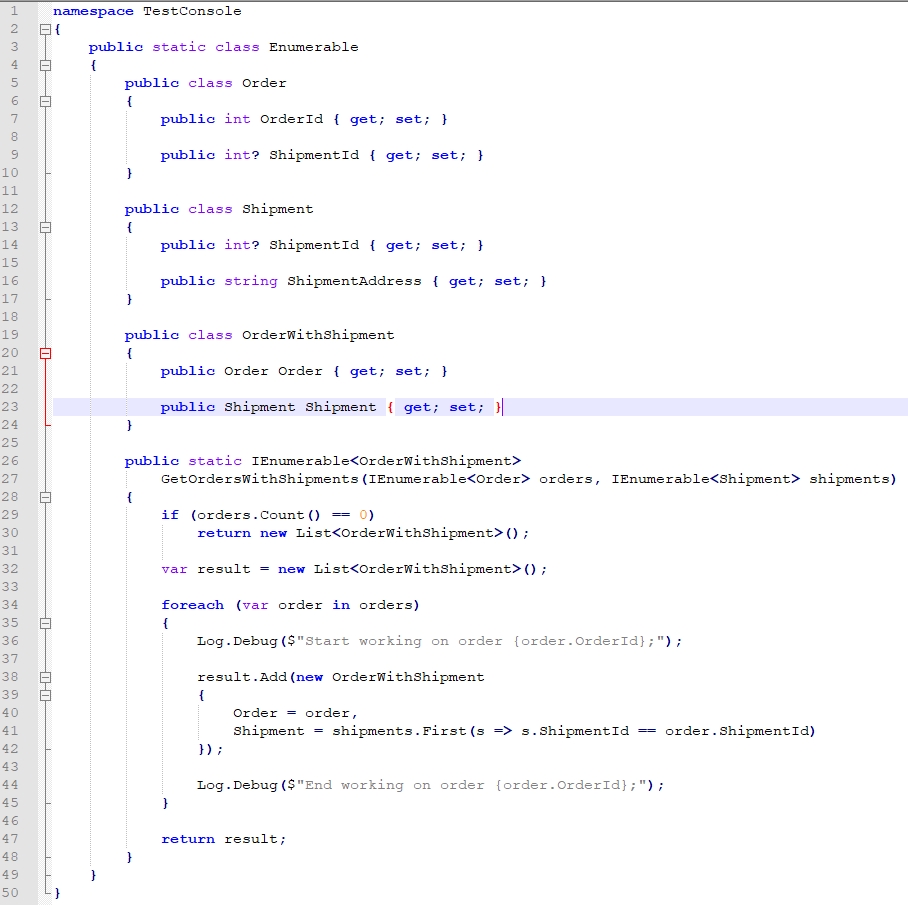 1 namespace TestConsole
2 {
3 public static class Enumerable
4 {
5 public class Order
6 {
7 public int OrderId { get; set; }
8
9 public int? ShipmentId { get; set; }
10 }
11
12 public class Shipment
13 {
14 public int? ShipmentId { get; set; }
15
16 public string ShipmentAddress { get; set; }
17 }
18
19 public class OrderWithShipment
20 {
21 public Order Order { get; set; }
22
23 public Shipment Shipment { get; set; }
24 }
25
26 public static IEnumerable<OrderWithShipment>
27 GetOrdersWithShipments(IEnumerable<Order> orders, IEnumerable<Shipment> shipments)
28 {
29 if (orders.Count() == 0)
30 return new List<OrderWithShipment>();
31
32 var result = new List<OrderWithShipment>();
33
34 foreach (var order in orders)
35 {
36 Log.Debug($"Start working on order {order.OrderId};");
37
38 result.Add(new OrderWithShipment
39 {
40 Order = order,
41 Shipment = shipments.First(s => s.ShipmentId == order.ShipmentId)
42 });
43
44 Log.Debug($"End working on order {order.OrderId};");
45 }
46
47 return result;
48 }
49 }
50 }